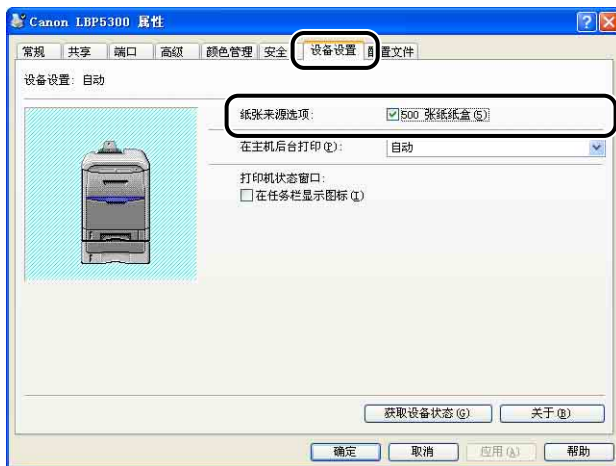 Canon LBP5300 属性
常规 共享 端口 高级 颜色管理 安全 设备设置 配置文件
设备设置: 自动
纸张来源选项: 500 张纸纸盒(S)
在主机后台打印(P): 自动
打印机状态窗口:
在任务栏显示图标(I)
获取设备状态(G) 关于(B)
确定 取消 应用(A) 帮助